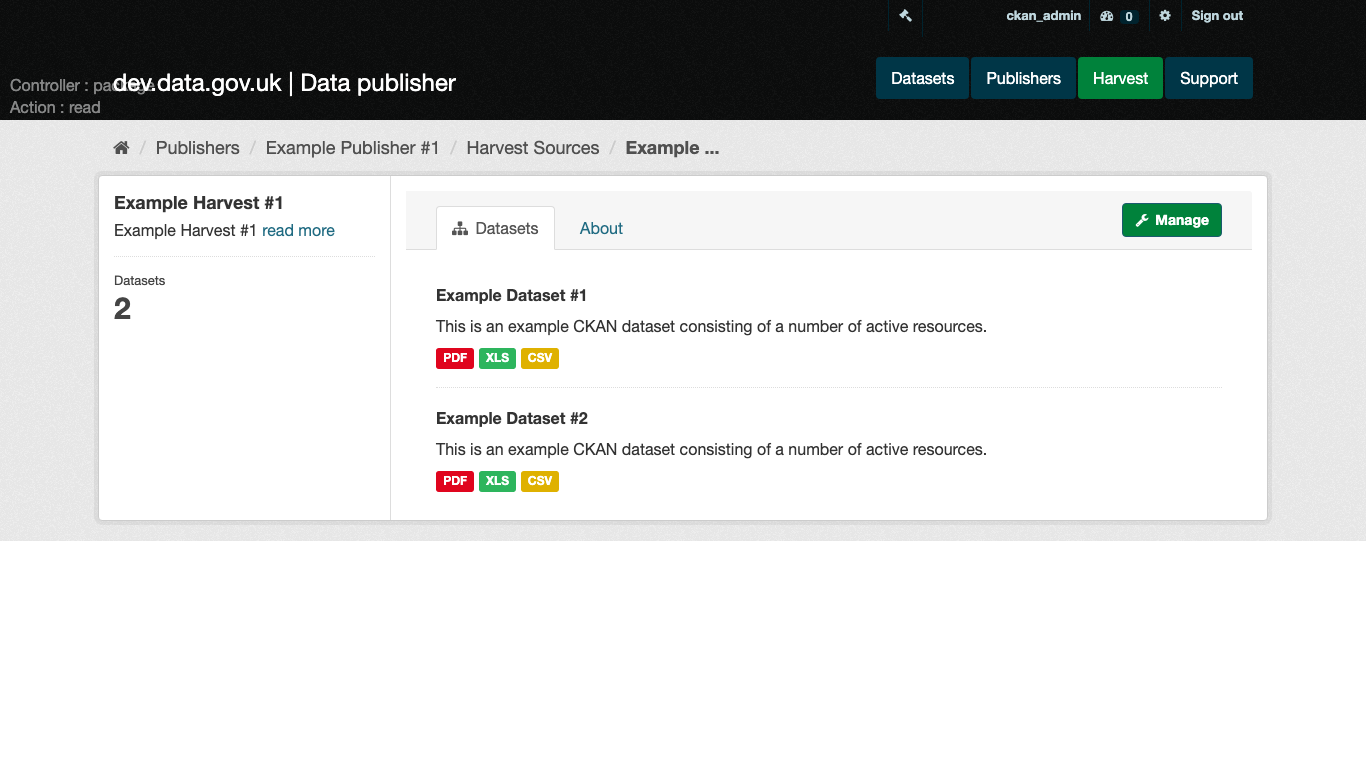 ckan_admin 0 Sign out
Controller : package
dev.data.gov.uk | Data publisher
Action : read
Datasets Publishers Harvest Support
/ Publishers / Example Publisher #1 / Harvest Sources / Example ...
Example Harvest #1
Example Harvest #1 read more
Datasets
2
Datasets About Manage
Example Dataset #1
This is an example CKAN dataset consisting of a number of active resources.
PDF XLS CSV
Example Dataset #2
This is an example CKAN dataset consisting of a number of active resources.
PDF XLS CSV